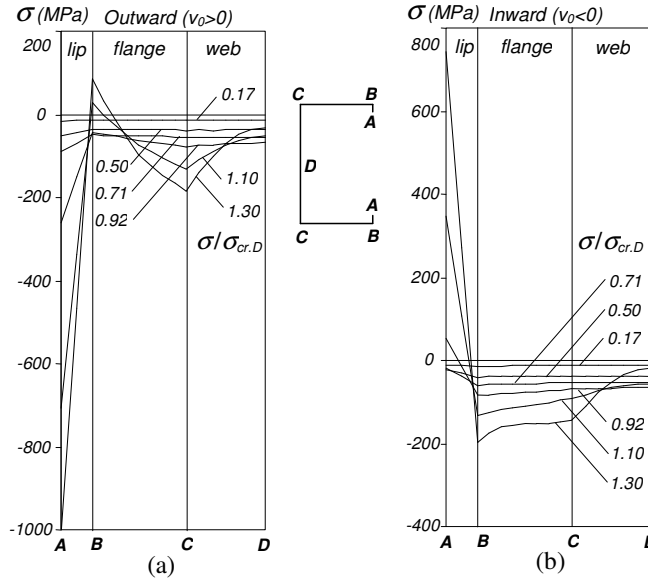 σ (MPa) Outward (v0>0)
200
lip flange web
0
0.17
0.50
0.71
0.92
1.10
1.30
-200
σ/σcr.D
-400
-600
-800
-1000
A B C D
(a)
C B
A
D
A
C B
σ (MPa) Inward (v0<0)
800
lip flange web
600
400
200
σ/σcr.D
0.71
0.50
0.17
0
0.92
1.10
1.30
-200
-400
A B C D
(b)